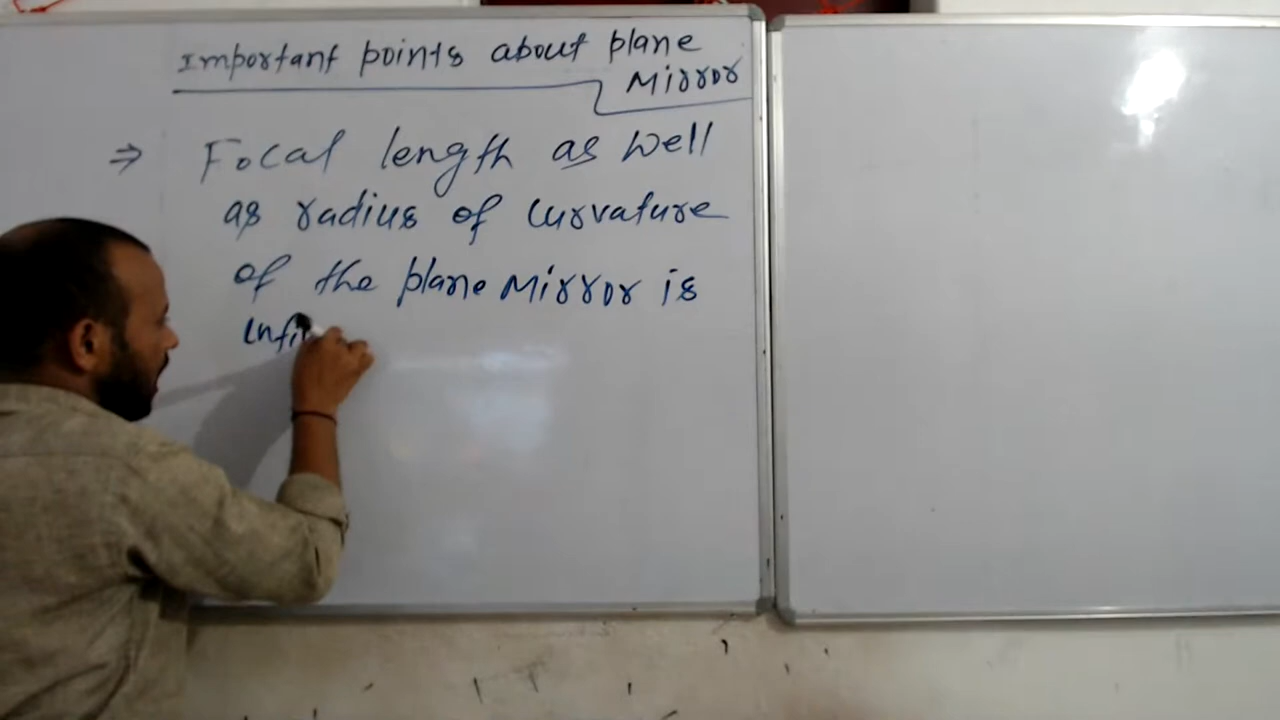 Important points about plane
Mirror
⇒ Focal length as well
as radius of curvature
of the plane Mirror is
infi